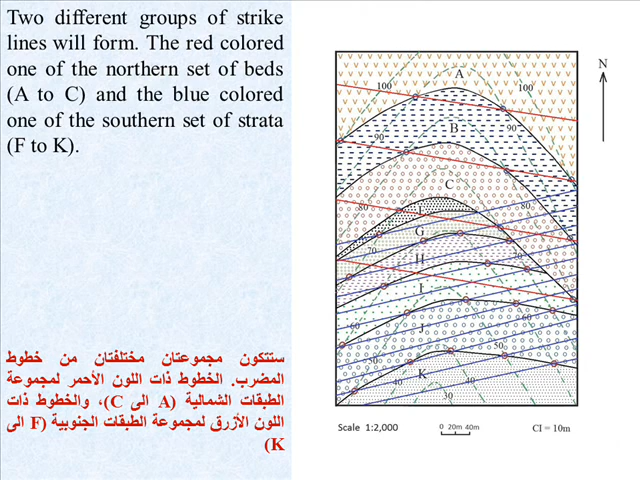 Two different groups of strike
lines will form. The red colored
one of the northern set of beds
(A to C) and the blue colored
one of the southern set of strata
(F to K).
ستتكون مجموعتان مختلفتان من خطوط
المضرب. الخطوط ذات اللون الأحمر لمجموعة
الطبقات الشمالية (A الى C)، والخطوط ذات
اللون الأزرق لمجموعة الطبقات الجنوبية (F الى
K)
N
A
100
100
B
90
90
C
80
80
G
70
H
I
60
60
J
50
50
K
40
40
30
Scale 1:2,000
0 20m 40m
CI = 10m